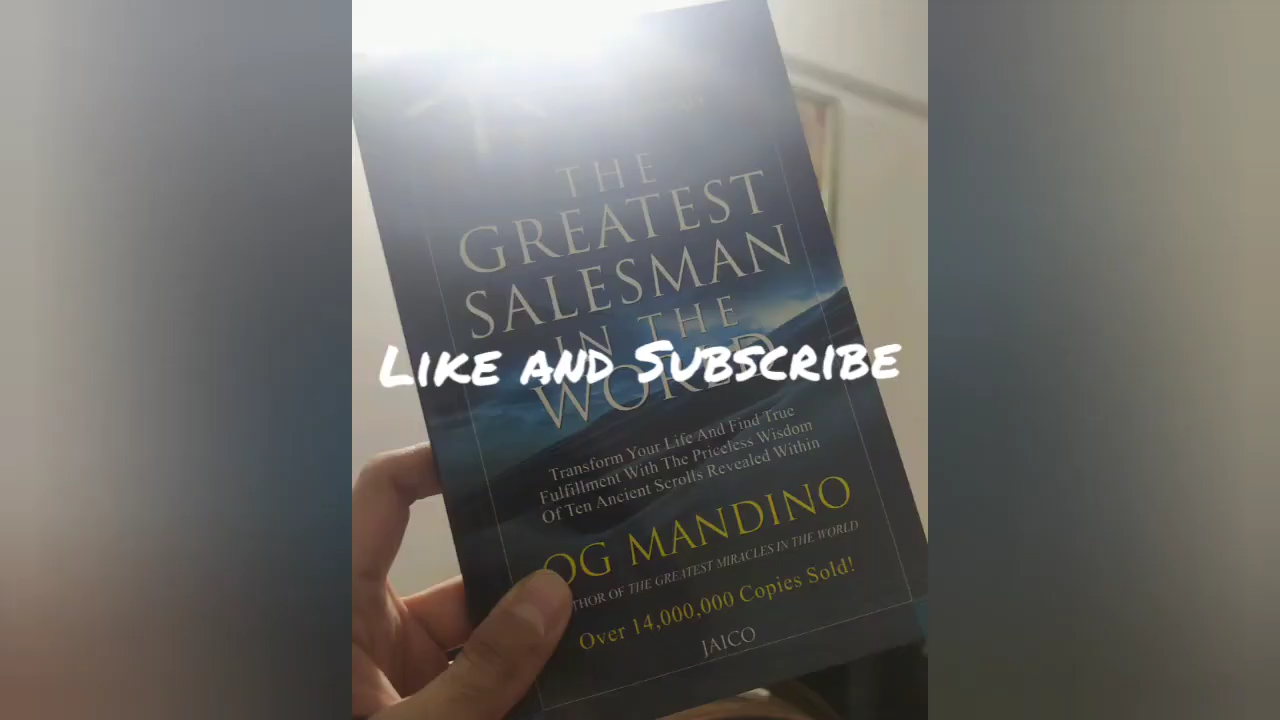 THE
GREATEST
SALESMAN
IN THE
WORLD
Like and Subscribe
Transform Your Life And Find True
Fulfillment With The Priceless Wisdom
Of Ten Ancient Scrolls Revealed Within
OG MANDINO
THOR OF THE GREATEST MIRACLES IN THE WORLD
Over 14,000,000 Copies Sold!
JAICO